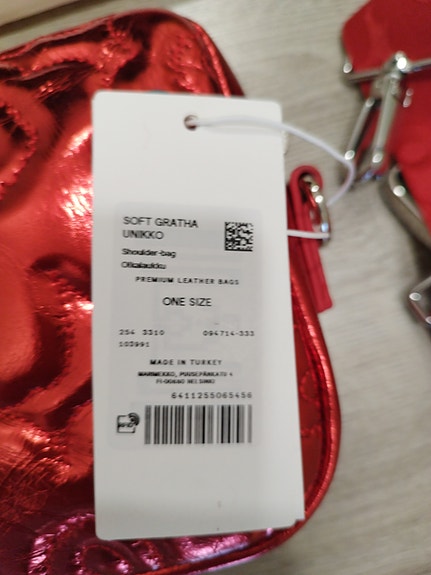 SOFT GRATHA
UNIKKO
Shoulder-bag
Olkalaukku
PREMIUM LEATHER BAGS
ONE SIZE
254 3310 094714-333
103991
MADE IN TURKEY
MARIMEKKO, PUUSEPÄNKATU 4
FI-00880 HELSINKI
6411255065456